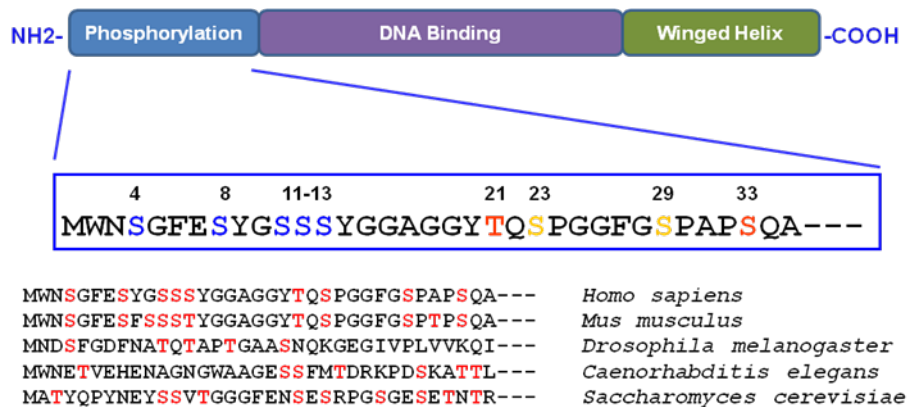 NH2- Phosphorylation DNA Binding Winged Helix -COOH
4 8 11-13 21 23 29 33
MWNSGFESYGSSSYGGAGGYTQSPGGFGSPAPSQA---
MWNSGFESYGSSSYGGAGGYTQSPGGFGSPAPSQA--- Homo sapiens
MWNSGFESFSSSTYGGAGGYTQSPGGFGSPTPSQA--- Mus musculus
MNDSFGDFNATQTAPTGAASNQKGEGIVPLVVKQI--- Drosophila melanogaster
MWNETVEHENAGNGWAAGESSFMTDRKPDSKATTL--- Caenorhabditis elegans
MATYQPYNEYSSVTGGGFENSESRPGSGESETNTR--- Saccharomyces cerevisiae